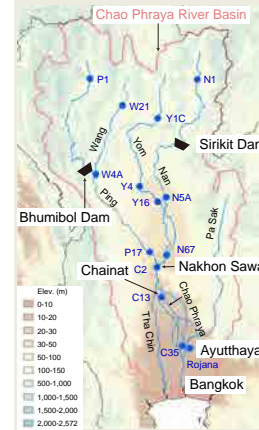 Chao Phraya River Basin
P1
N1
W21
Y1C
Wang
Yom
Nan
Sirikit Dam
W4A
Y4
Y16
N5A
Ping
Pa Sak
Bhumibol Dam
P17
N67
C2
Nakhon Sawa
Chainat
C13
Chao Phraya
Tha Chin
C35
Ayutthaya
Rojana
Bangkok
Elev. (m)
0-10
10-20
20-30
30-50
50-100
100-150
500-1,000
1,000-1,500
1,500-2,000
2,000-2,572